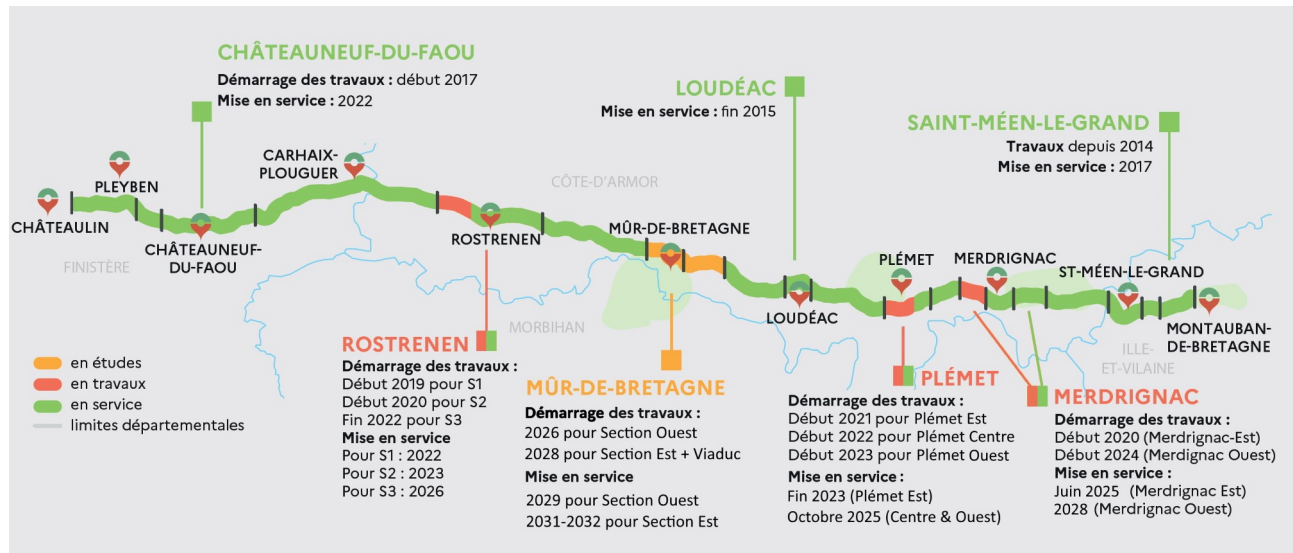 CHÂTEAUNEUF-DU-FAOU
Démarrage des travaux : début 2017
Mise en service : 2022
LOUDÉAC
Mise en service : fin 2015
SAINT-MÉEN-LE-GRAND
Travaux depuis 2014
Mise en service : 2017
CHÂTEAULIN
PLEYBEN
CHÂTEAUNEUF-
DU-FAOU
CARHAIX-
PLOUGUER
ROSTRENEN
MÛR-DE-BRETAGNE
LOUDÉAC
PLÉMET
MERDRIGNAC
ST-MÉEN-LE-GRAND
MONTAUBAN-
DE-BRETAGNE
FINISTÈRE
CÔTE-D'ARMOR
MORBIHAN
ILLE-
ET-VILAINE
en études
en travaux
en service
limites départementales
ROSTRENEN
Démarrage des travaux :
Début 2019 pour S1
Début 2020 pour S2
Fin 2022 pour S3
Mise en service
Pour S1 : 2022
Pour S2 : 2023
Pour S3 : 2026
MÛR-DE-BRETAGNE
Démarrage des travaux :
2026 pour Section Ouest
2028 pour Section Est + Viaduc
Mise en service
2029 pour Section Ouest
2031-2032 pour Section Est
PLÉMET
Démarrage des travaux :
Début 2021 pour Plémet Est
Début 2022 pour Plémet Centre
Début 2023 pour Plémet Ouest
Mise en service :
Fin 2023 (Plémet Est)
Octobre 2025 (Centre & Ouest)
MERDRIGNAC
Démarrage des travaux :
Début 2020 (Merdrignac-Est)
Début 2024 (Merdignac Ouest)
Mise en service :
Juin 2025 (Merdrignac Est)
2028 (Merdrignac Ouest)